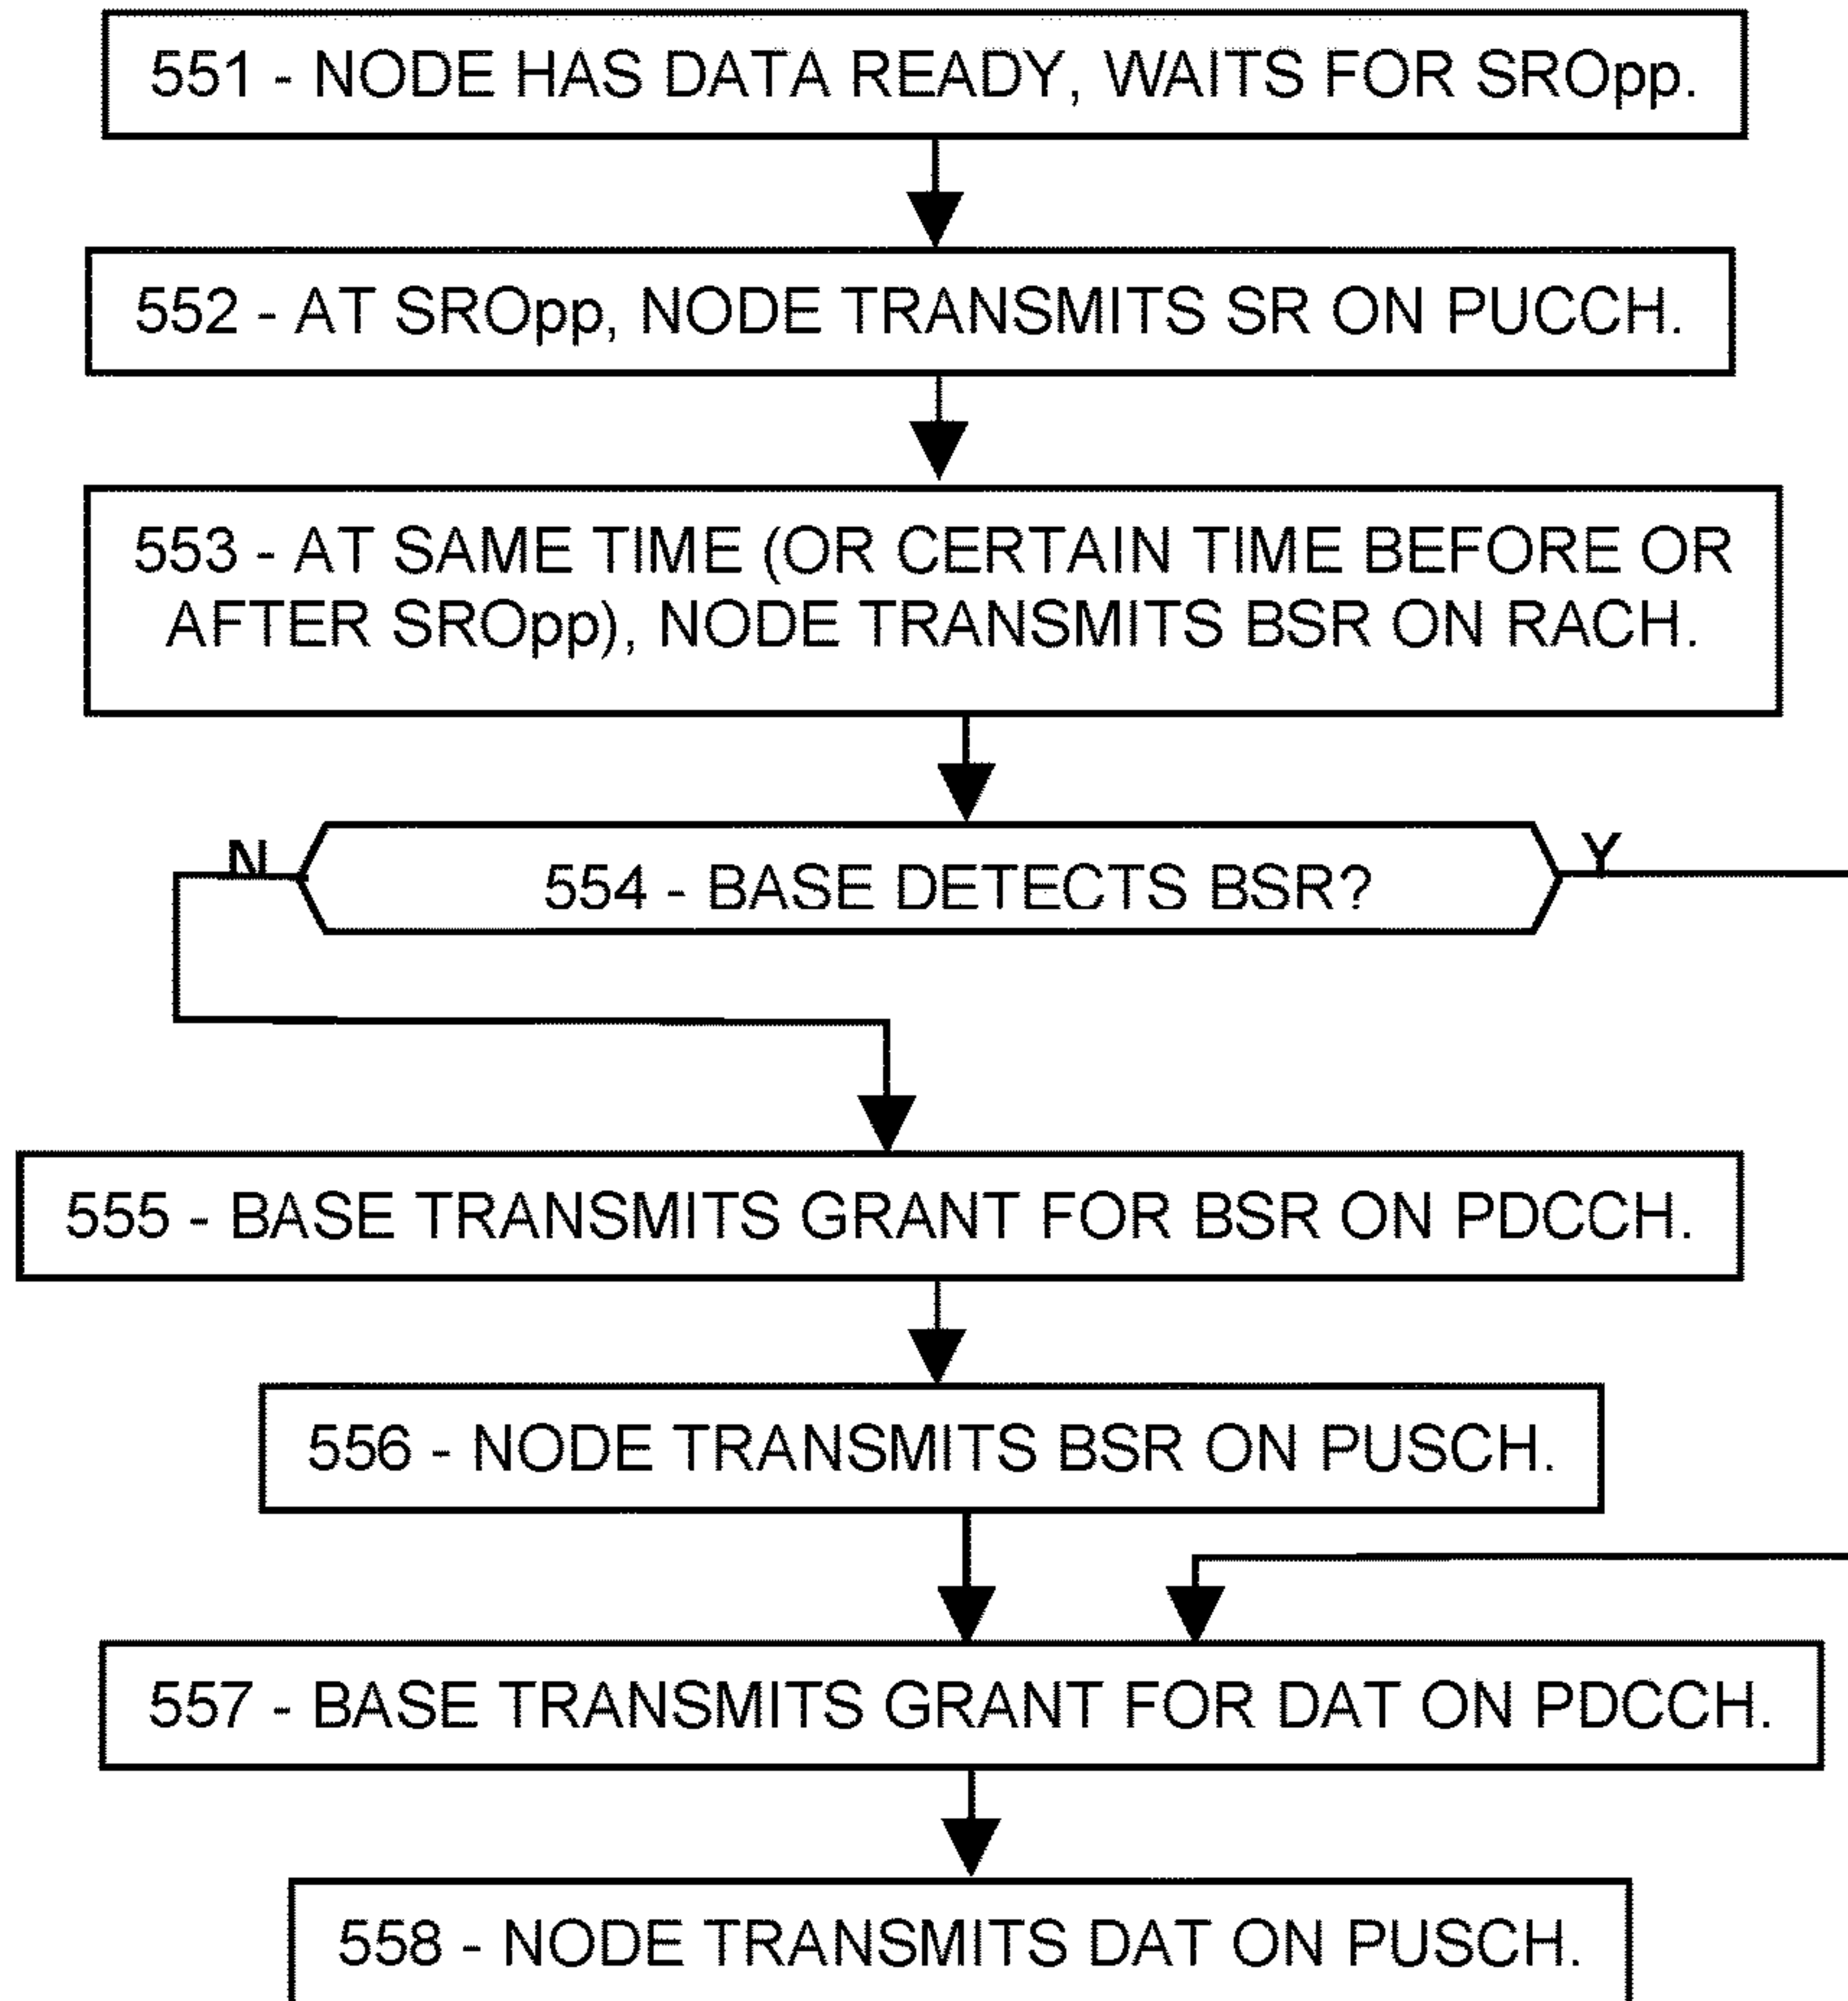 551 - NODE HAS DATA READY, WAITS FOR SROpp.
552 - AT SROpp, NODE TRANSMITS SR ON PUCCH.
553 - AT SAME TIME (OR CERTAIN TIME BEFORE OR
AFTER SROpp), NODE TRANSMITS BSR ON RACH.
N
554 - BASE DETECTS BSR?
Y
555 - BASE TRANSMITS GRANT FOR BSR ON PDCCH.
556 - NODE TRANSMITS BSR ON PUSCH.
557 - BASE TRANSMITS GRANT FOR DAT ON PDCCH.
558 - NODE TRANSMITS DAT ON PUSCH.